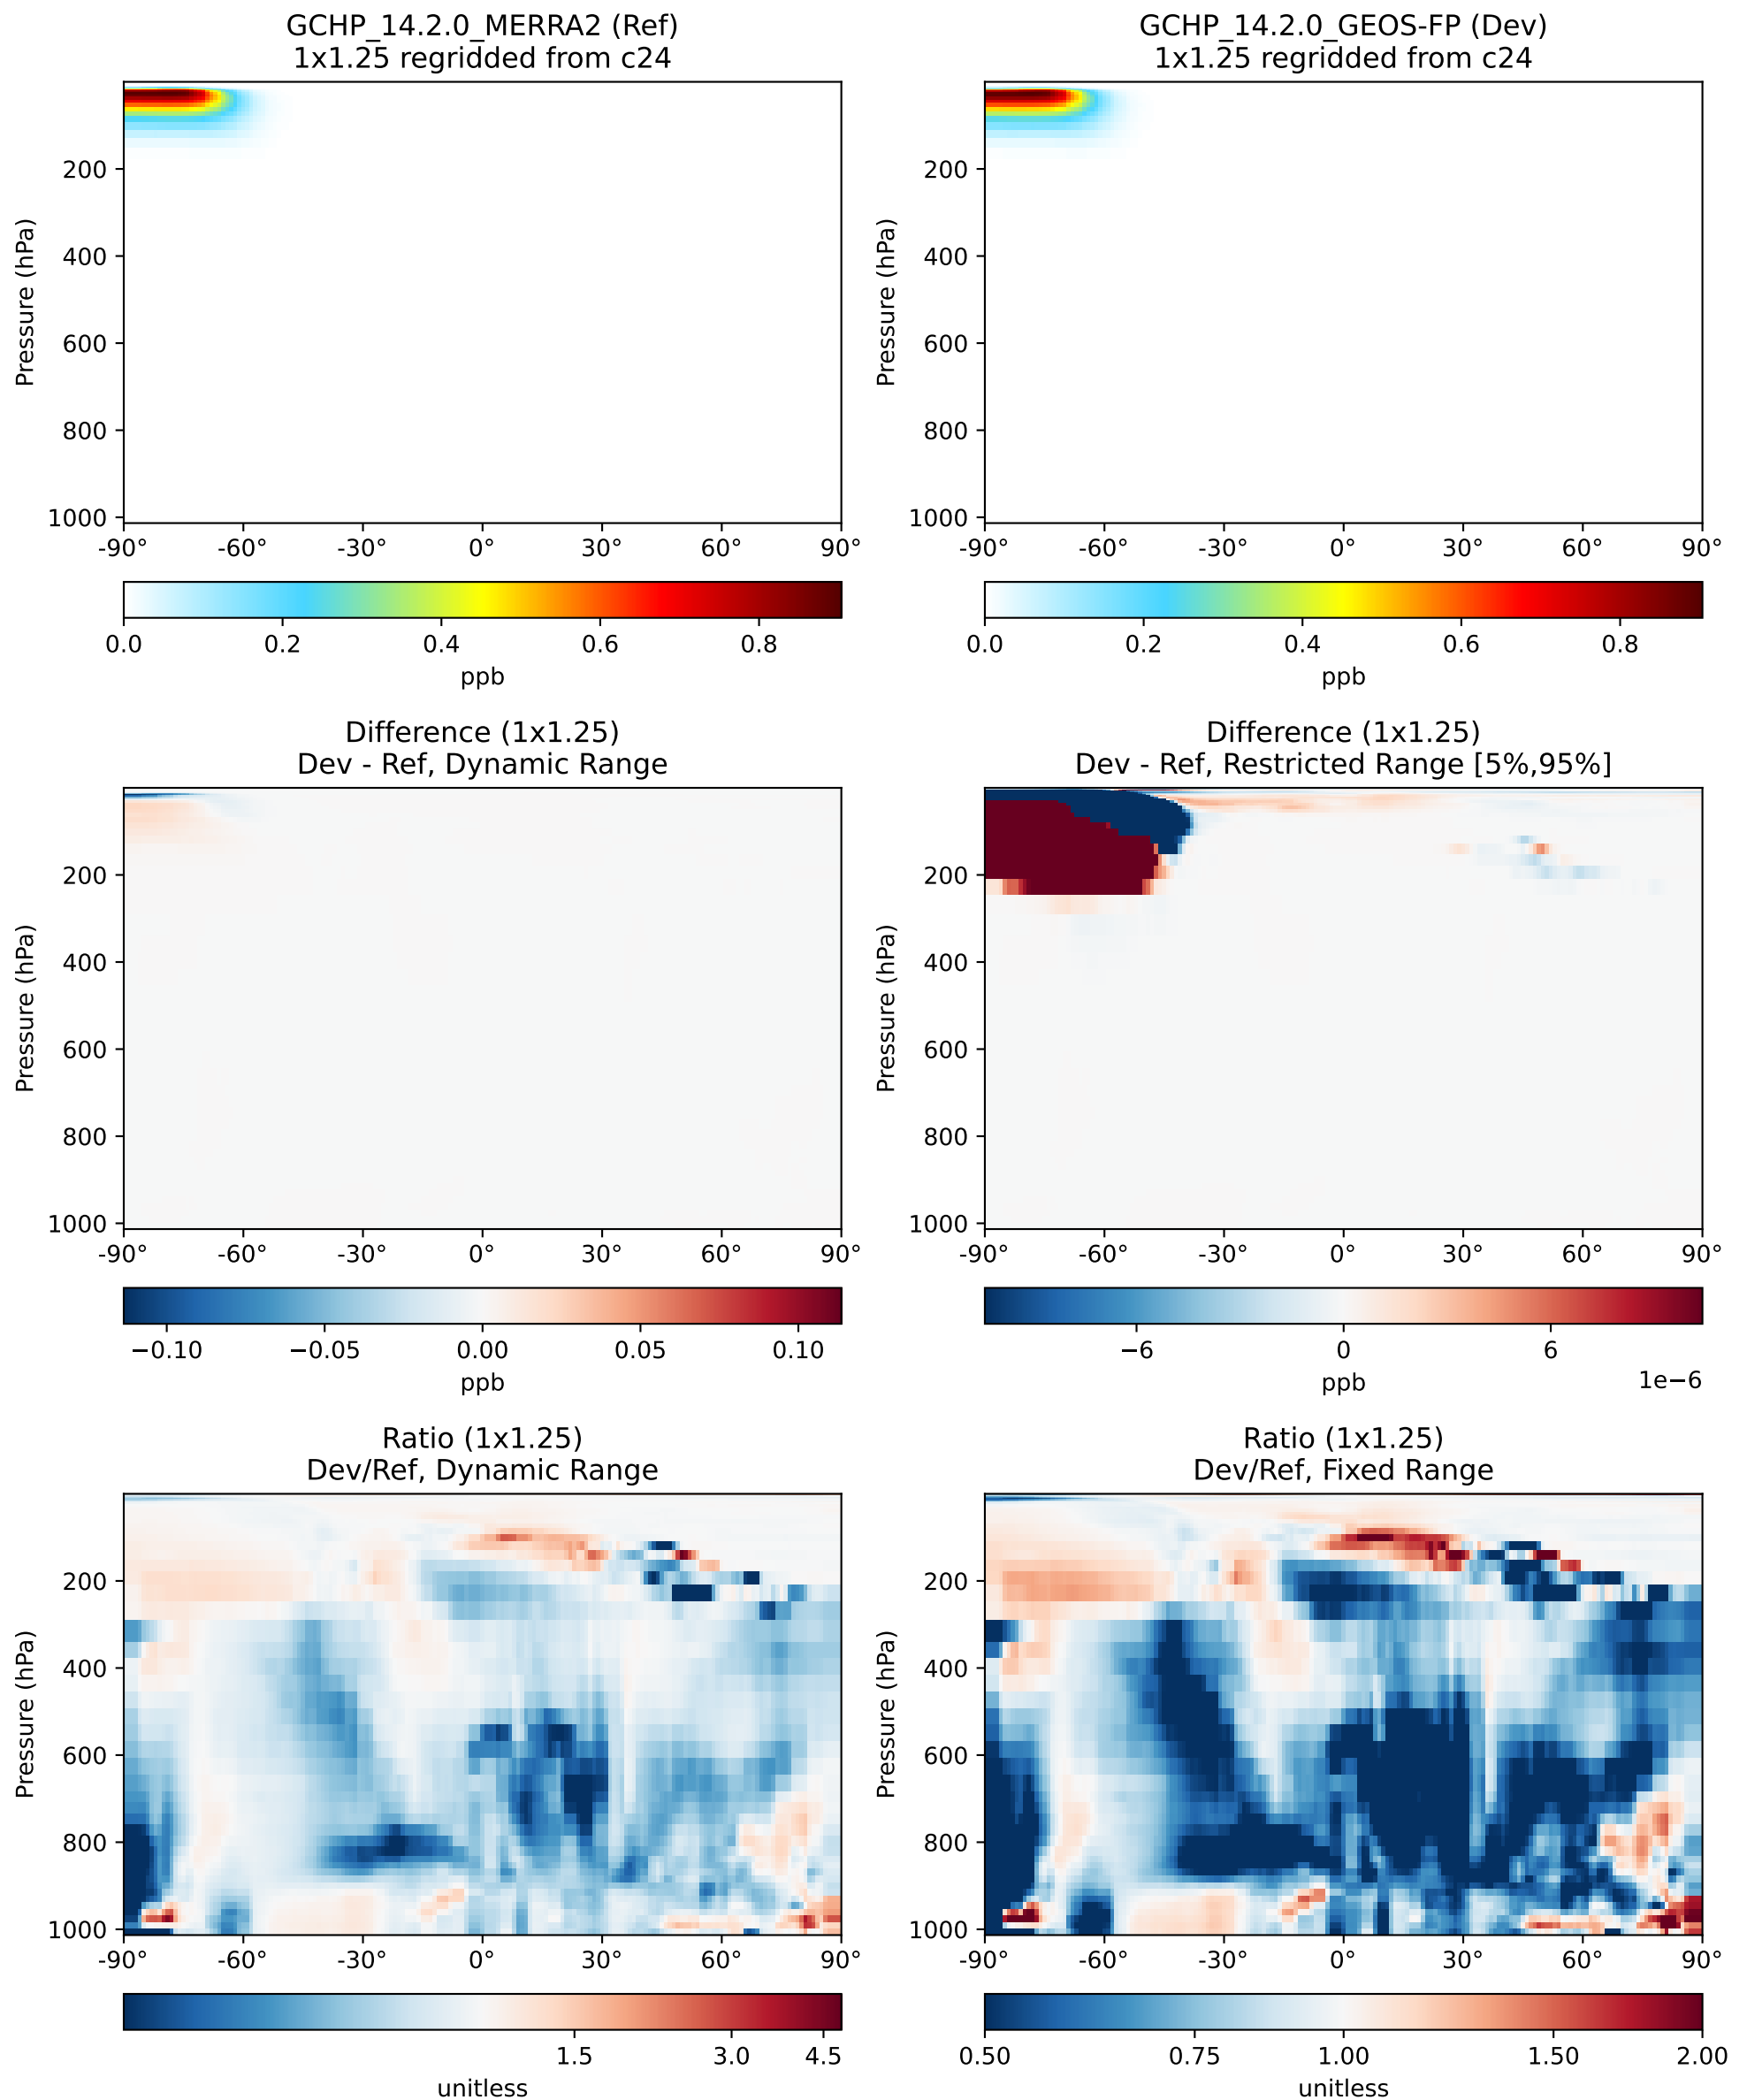 GCHP_14.2.0_MERRA2 (Ref)
1x1.25 regridded from c24
Pressure (hPa)
200
400
600
800
1000
-90° -60° -30° 0° 30° 60° 90°
0.0 0.2 0.4 0.6 0.8
ppb
GCHP_14.2.0_GEOS-FP (Dev)
1x1.25 regridded from c24
Pressure (hPa)
200
400
600
800
1000
-90° -60° -30° 0° 30° 60° 90°
0.0 0.2 0.4 0.6 0.8
ppb
Difference (1x1.25)
Dev - Ref, Dynamic Range
Pressure (hPa)
200
400
600
800
1000
-90° -60° -30° 0° 30° 60° 90°
−0.10 −0.05 0.00 0.05 0.10
ppb
Difference (1x1.25)
Dev - Ref, Restricted Range [5%,95%]
Pressure (hPa)
200
400
600
800
1000
-90° -60° -30° 0° 30° 60° 90°
−6 0 6
ppb
1e−6
Ratio (1x1.25)
Dev/Ref, Dynamic Range
Pressure (hPa)
200
400
600
800
1000
-90° -60° -30° 0° 30° 60° 90°
1.5 3.0 4.5
unitless
Ratio (1x1.25)
Dev/Ref, Fixed Range
Pressure (hPa)
200
400
600
800
1000
-90° -60° -30° 0° 30° 60° 90°
0.50 0.75 1.00 1.50 2.00
unitless